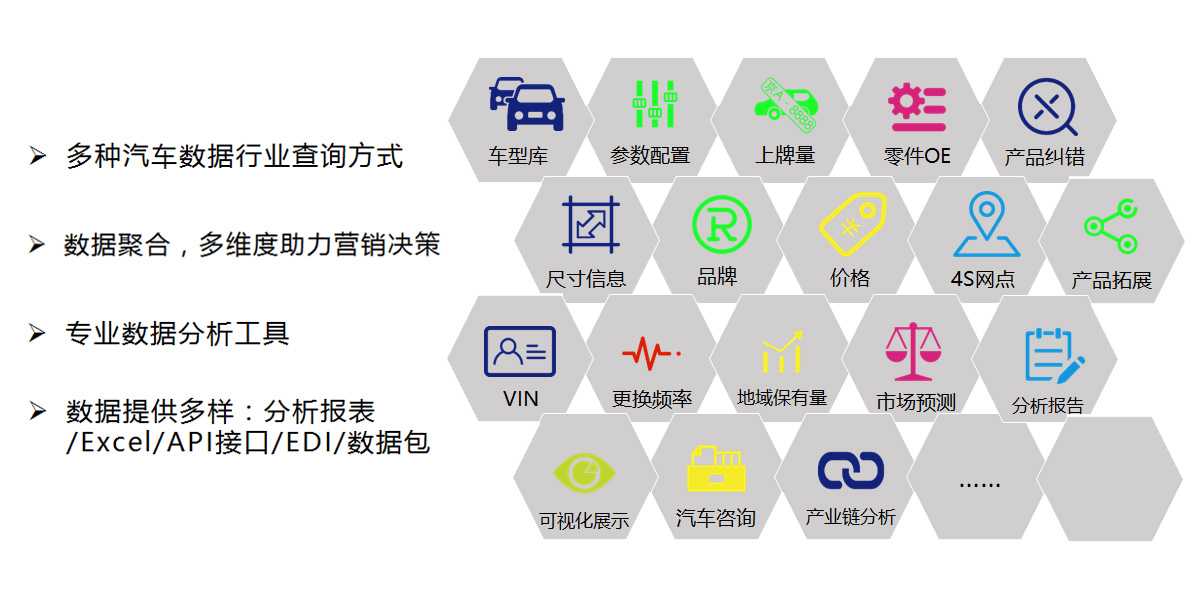 多种汽车数据行业查询方式
数据聚合，多维度助力营销决策
专业数据分析工具
数据提供多样：分析报表
/Excel/API接口/EDI/数据包
京A-8888
车型库
参数配置
上牌量
零件OE
产品纠错
R
尺寸信息
品牌
价格
4S网点
产品拓展
VIN
更换频率
地域保有量
市场预测
分析报告
可视化展示
汽车咨询
产业链分析
……